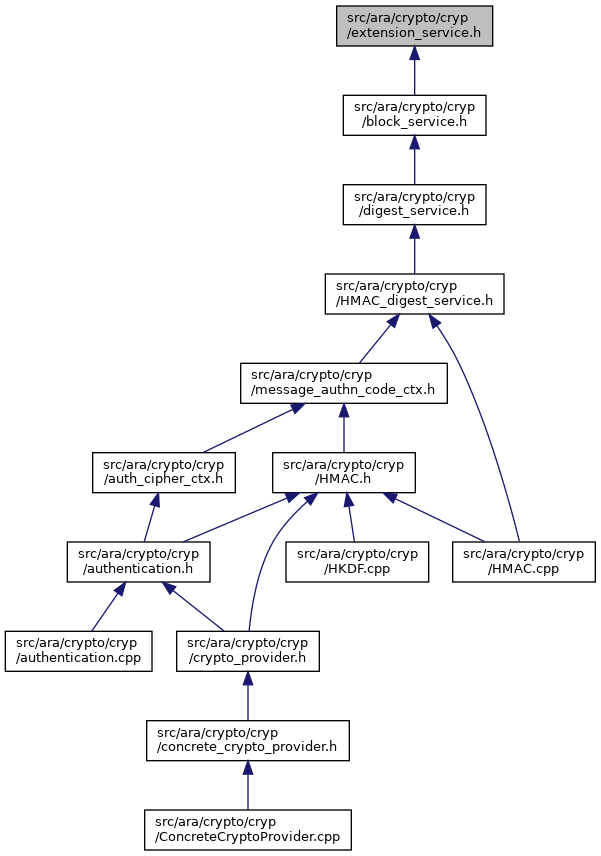 src/ara/crypto/cryp
/extension_service.h
src/ara/crypto/cryp
/block_service.h
src/ara/crypto/cryp
/digest_service.h
src/ara/crypto/cryp
/HMAC_digest_service.h
src/ara/crypto/cryp
/message_authn_code_ctx.h
src/ara/crypto/cryp
/auth_cipher_ctx.h
src/ara/crypto/cryp
/HMAC.h
src/ara/crypto/cryp
/authentication.h
src/ara/crypto/cryp
/HKDF.cpp
src/ara/crypto/cryp
/HMAC.cpp
src/ara/crypto/cryp
/authentication.cpp
src/ara/crypto/cryp
/crypto_provider.h
src/ara/crypto/cryp
/concrete_crypto_provider.h
src/ara/crypto/cryp
/ConcreteCryptoProvider.cpp